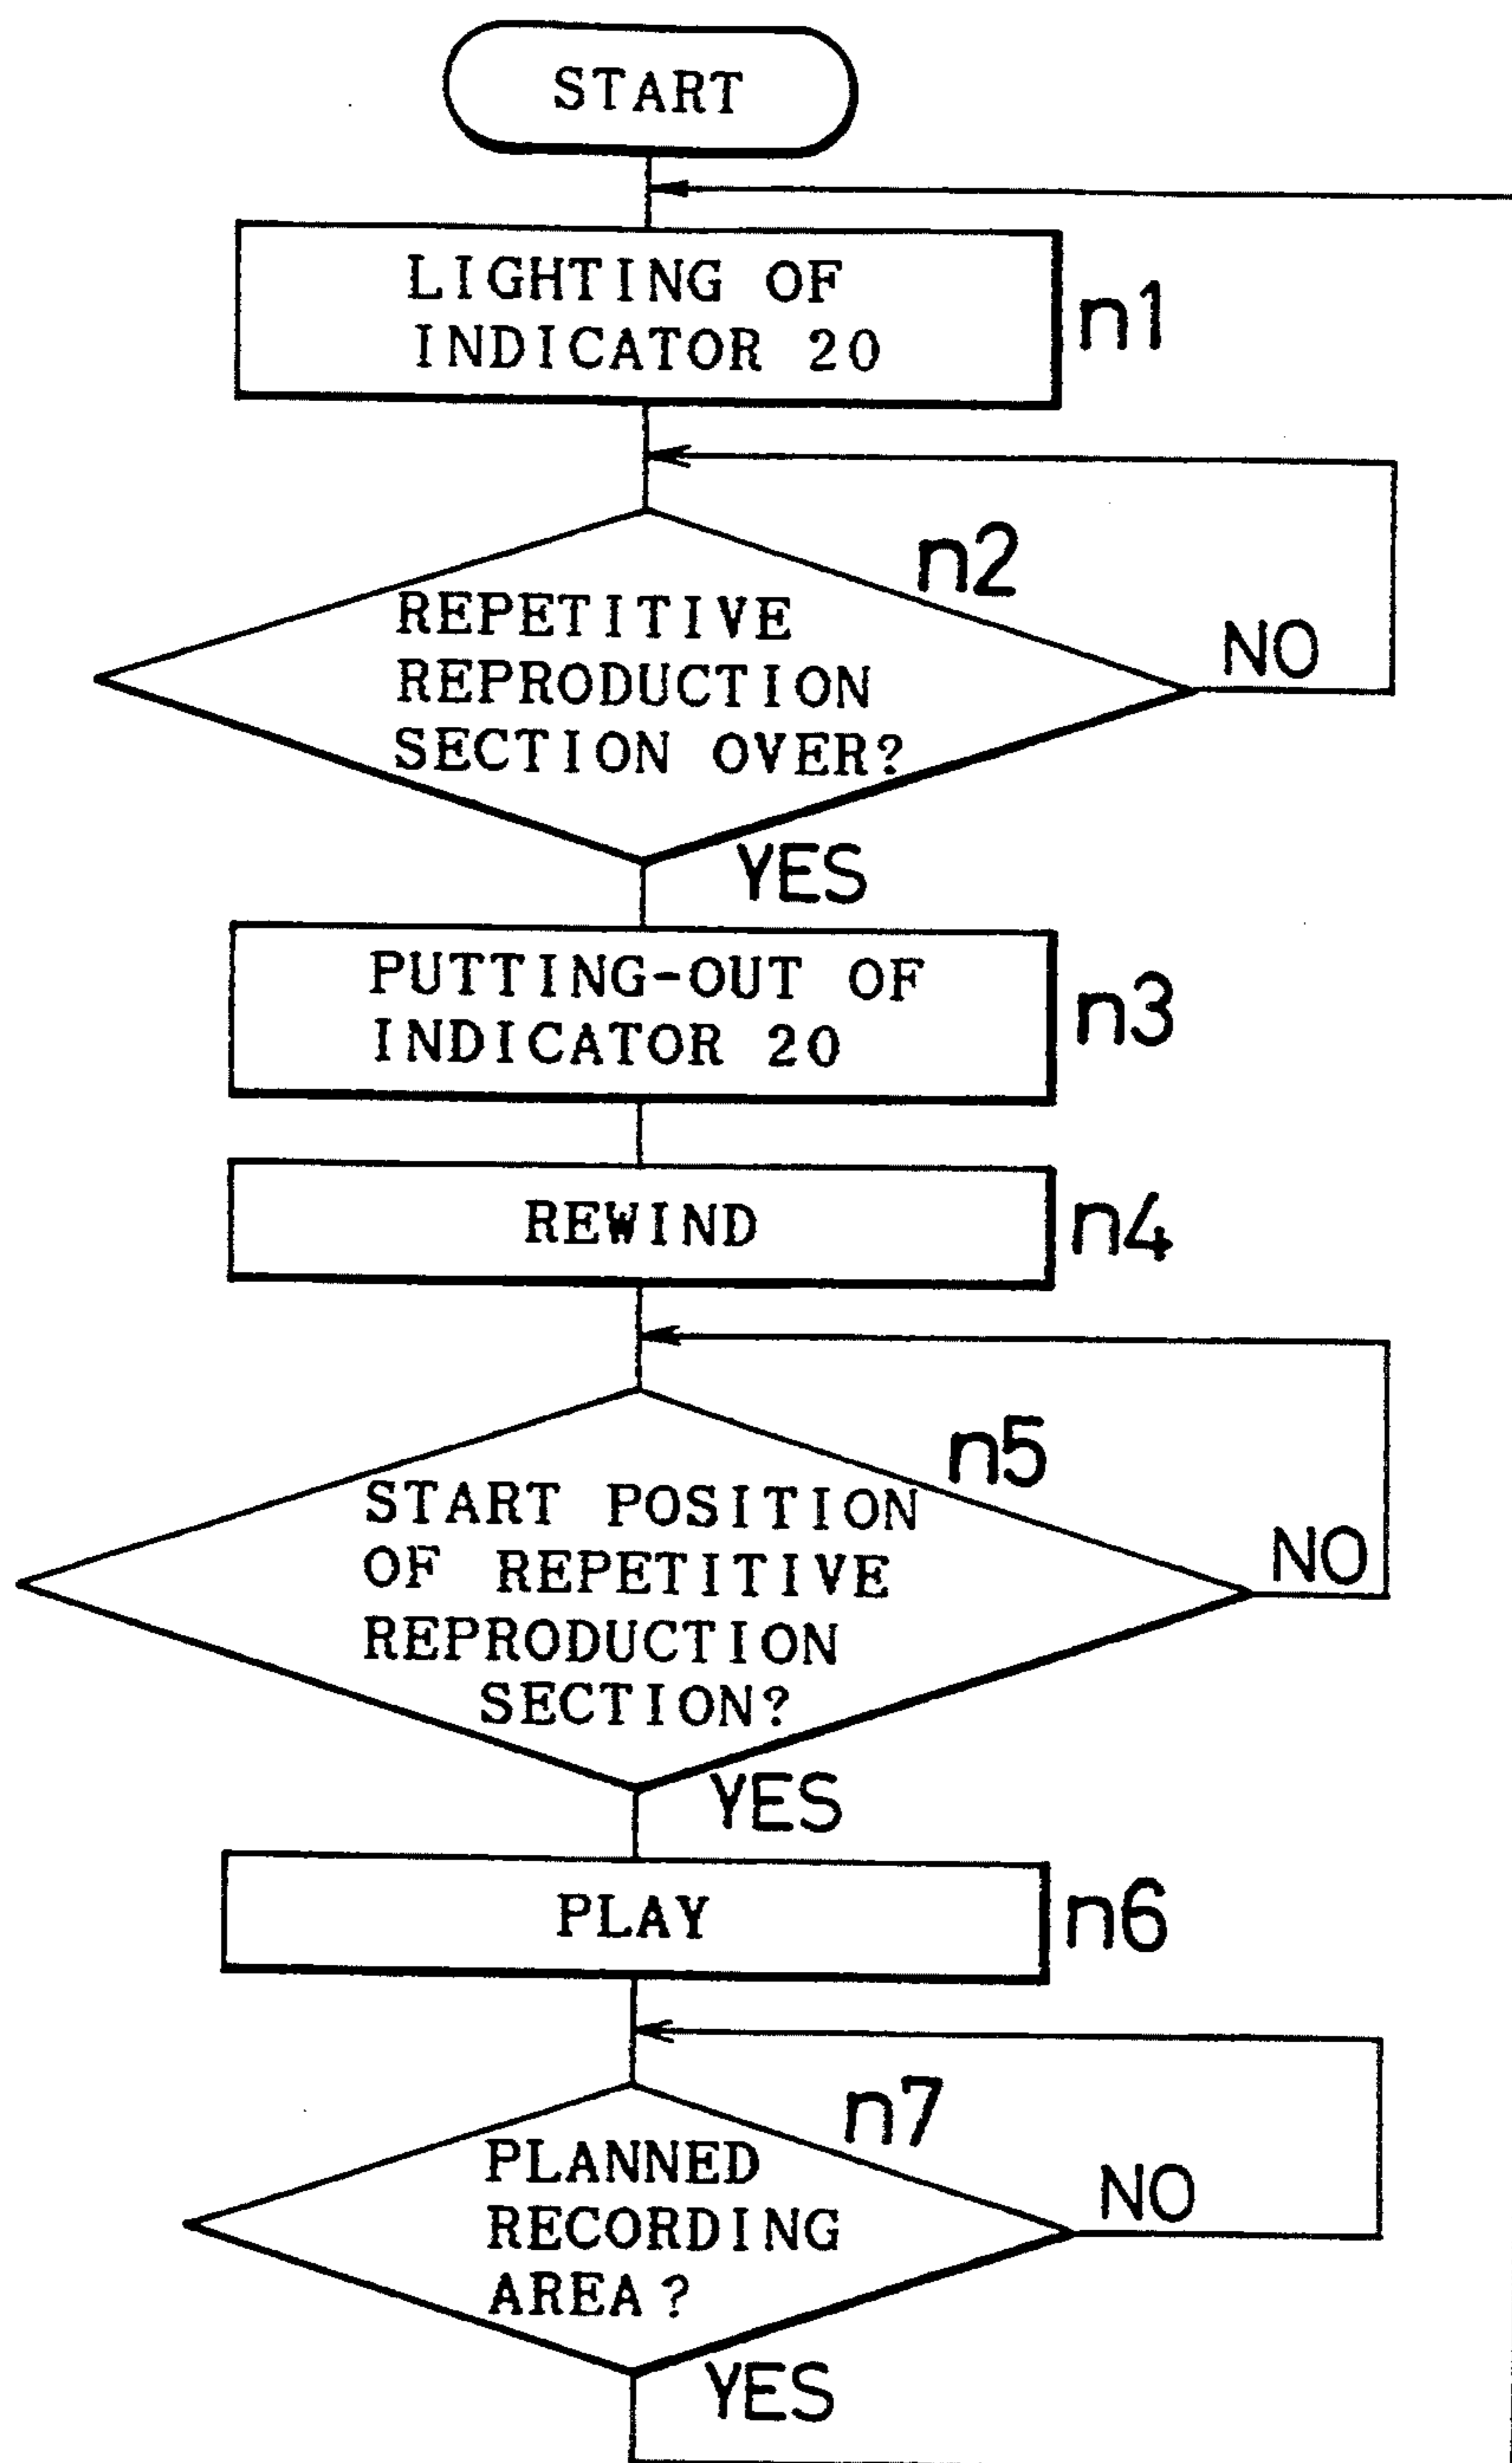 START
LIGHTING OF
INDICATOR 20
n1
n2
REPETITIVE
REPRODUCTION
SECTION OVER?
NO
YES
PUTTING-OUT OF
INDICATOR 20
n3
REWIND
n4
n5
START POSITION
OF REPETITIVE
REPRODUCTION
SECTION?
NO
YES
PLAY
n6
n7
PLANNED
RECORDING
AREA?
NO
YES